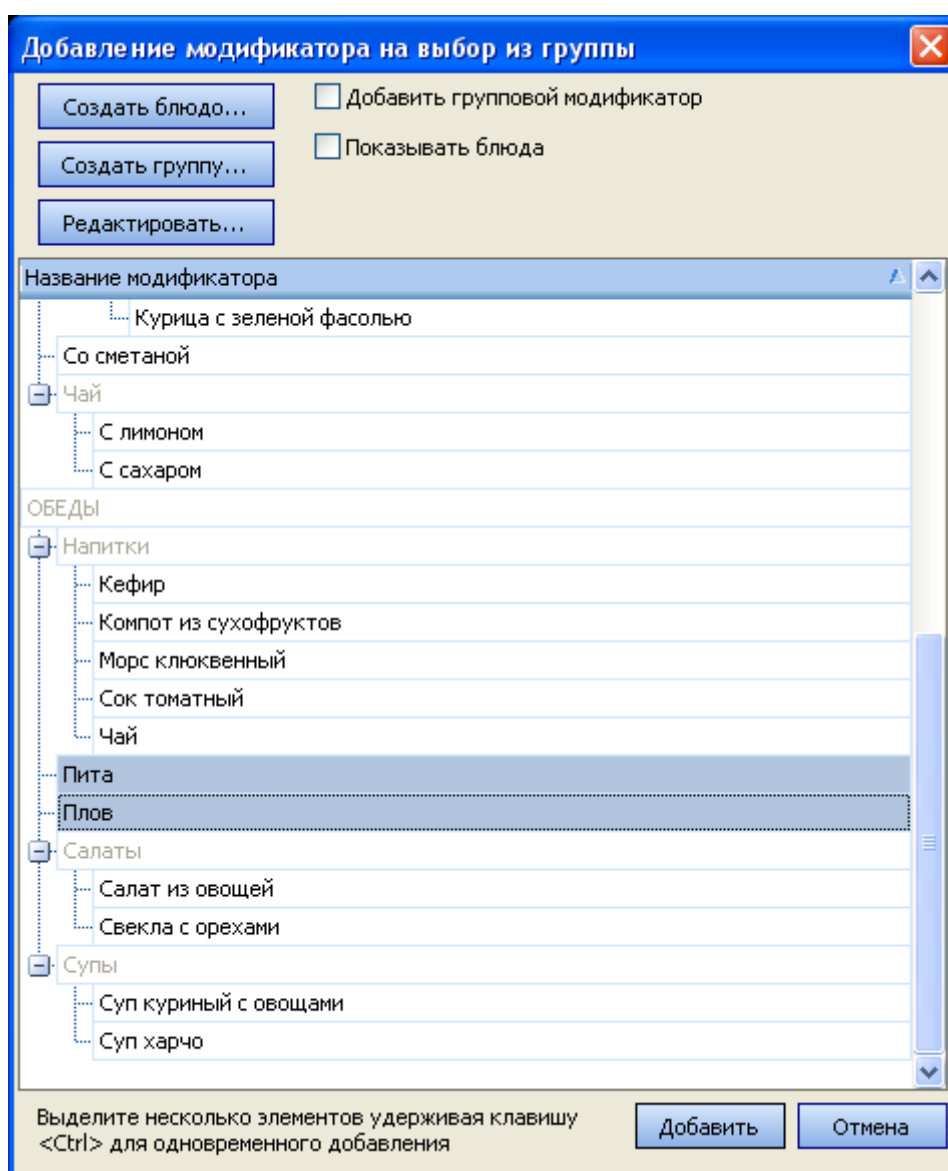 Добавление модификатора на выбор из группы
Создать блюдо...
Добавить групповой модификатор
Создать группу...
Показывать блюда
Редактировать...
Название модификатора
Курица с зеленой фасолью
Со сметаной
Чай
С лимоном
С сахаром
ОБЕДЫ
Напитки
Кефир
Компот из сухофруктов
Морс клюквенный
Сок томатный
Чай
Пита
Плов
Салаты
Салат из овощей
Свекла с орехами
Супы
Суп куриный с овощами
Суп харчо
Выделите несколько элементов удерживая клавишу
<Ctrl> для одновременного добавления
Добавить
Отмена